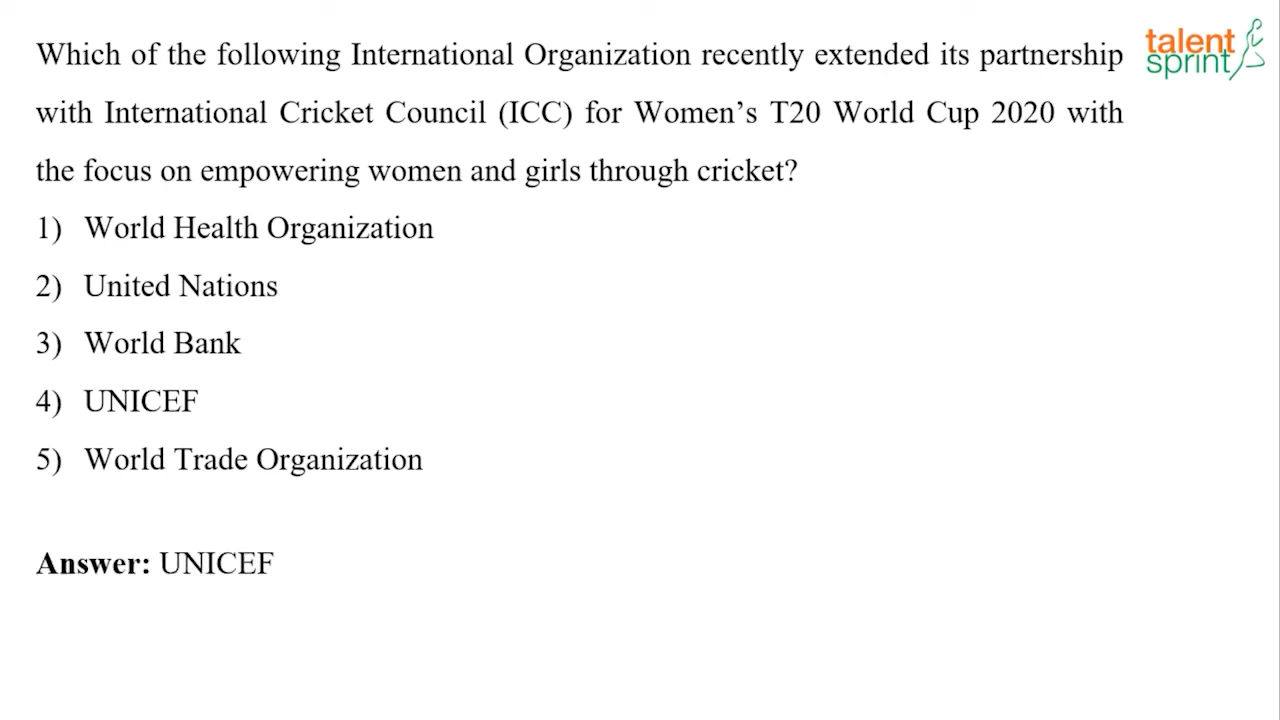 talent
sprint
Which of the following International Organization recently extended its partnership
with International Cricket Council (ICC) for Women’s T20 World Cup 2020 with
the focus on empowering women and girls through cricket?
1) World Health Organization
2) United Nations
3) World Bank
4) UNICEF
5) World Trade Organization
Answer: UNICEF